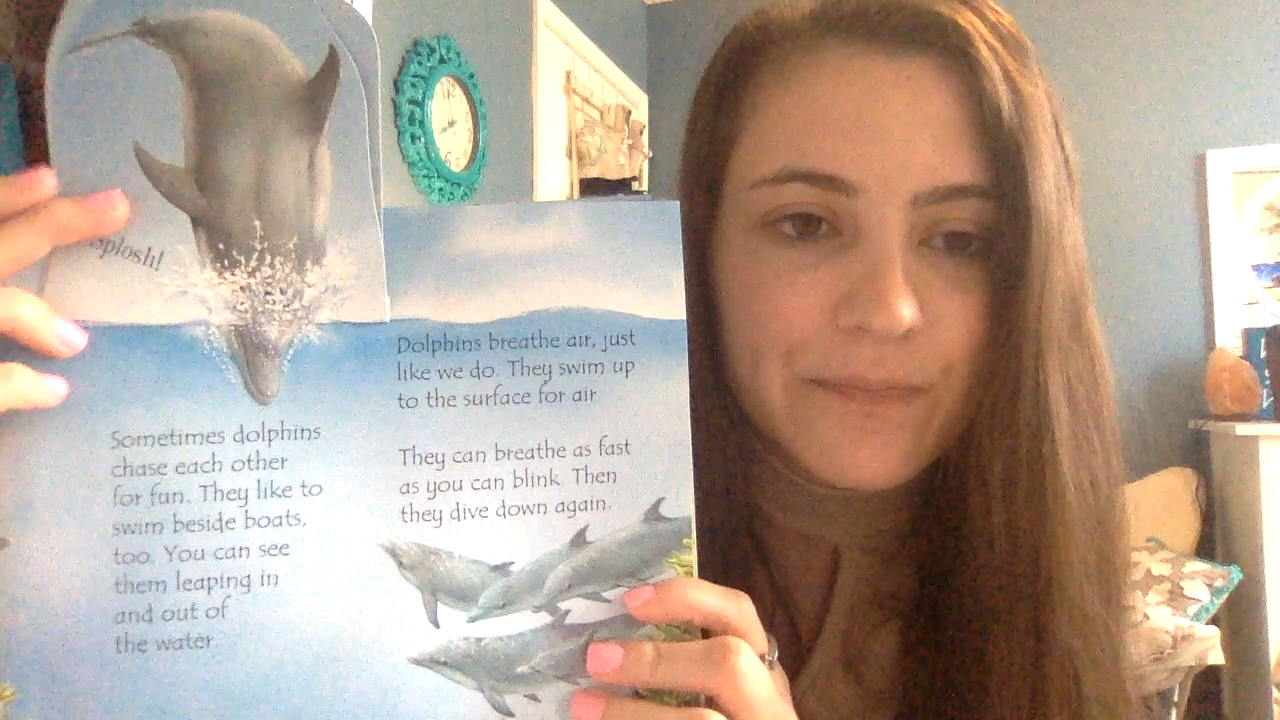 Splosh!
Sometimes dolphins
chase each other
for fun. They like to
swim beside boats,
too. You can see
them leaping in
and out of
the water.
Dolphins breathe air, just
like we do. They swim up
to the surface for air
They can breathe as fast
as you can blink. Then
they dive down again.